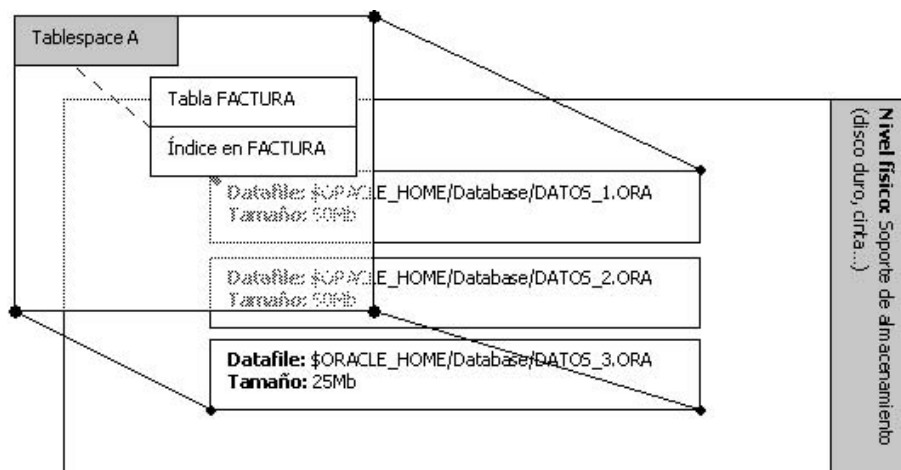 Tablespace A
Tabla FACTURA
Índice en FACTURA
Datafile: $ORACLE_HOME/Database/DATOS_1.ORA
Tamaño: 50Mb
Datafile: $ORACLE_HOME/Database/DATOS_2.ORA
Tamaño: 50Mb
Datafile: $ORACLE_HOME/Database/DATOS_3.ORA
Tamaño: 25Mb
Nivel físico: Soporte de almacenamiento
(disco duro, cinta...)